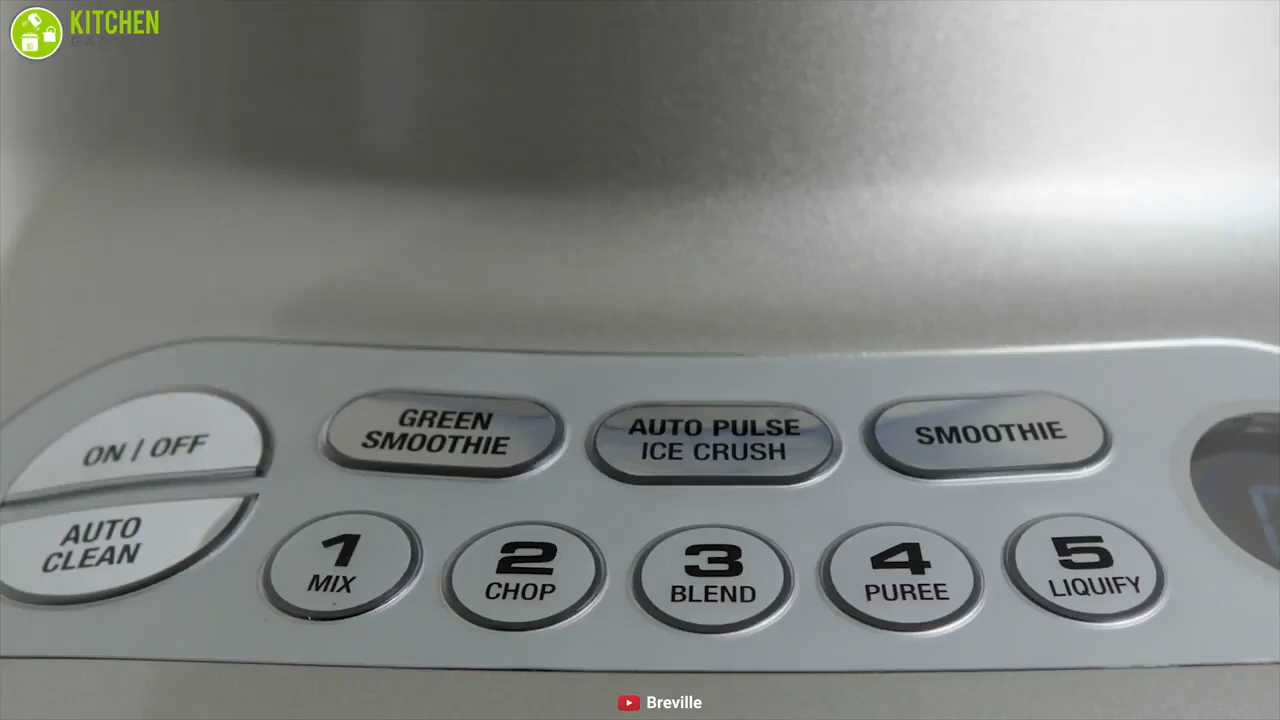 KITCHEN
ON | OFF
AUTO
CLEAN
GREEN
SMOOTHIE
AUTO PULSE
ICE CRUSH
SMOOTHIE
1
MIX
2
CHOP
3
BLEND
4
PUREE
5
LIQUIFY
Breville